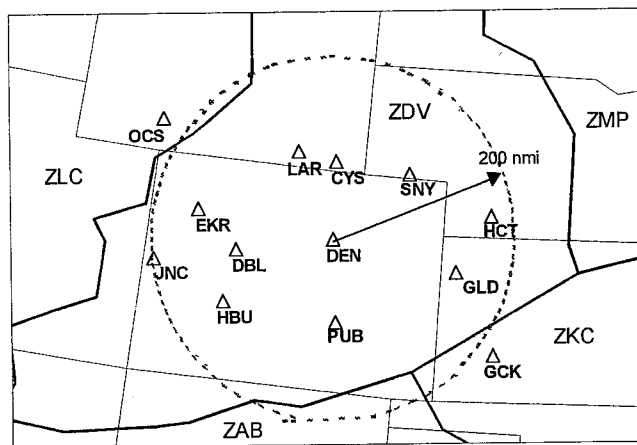 ZDV
ZMP
OCS
ZLC
LAR
CYS
SNY
200 nmi
EKR
HCT
DEN
JNC
DBL
GLD
HBU
PUB
ZKC
GCK
ZAB